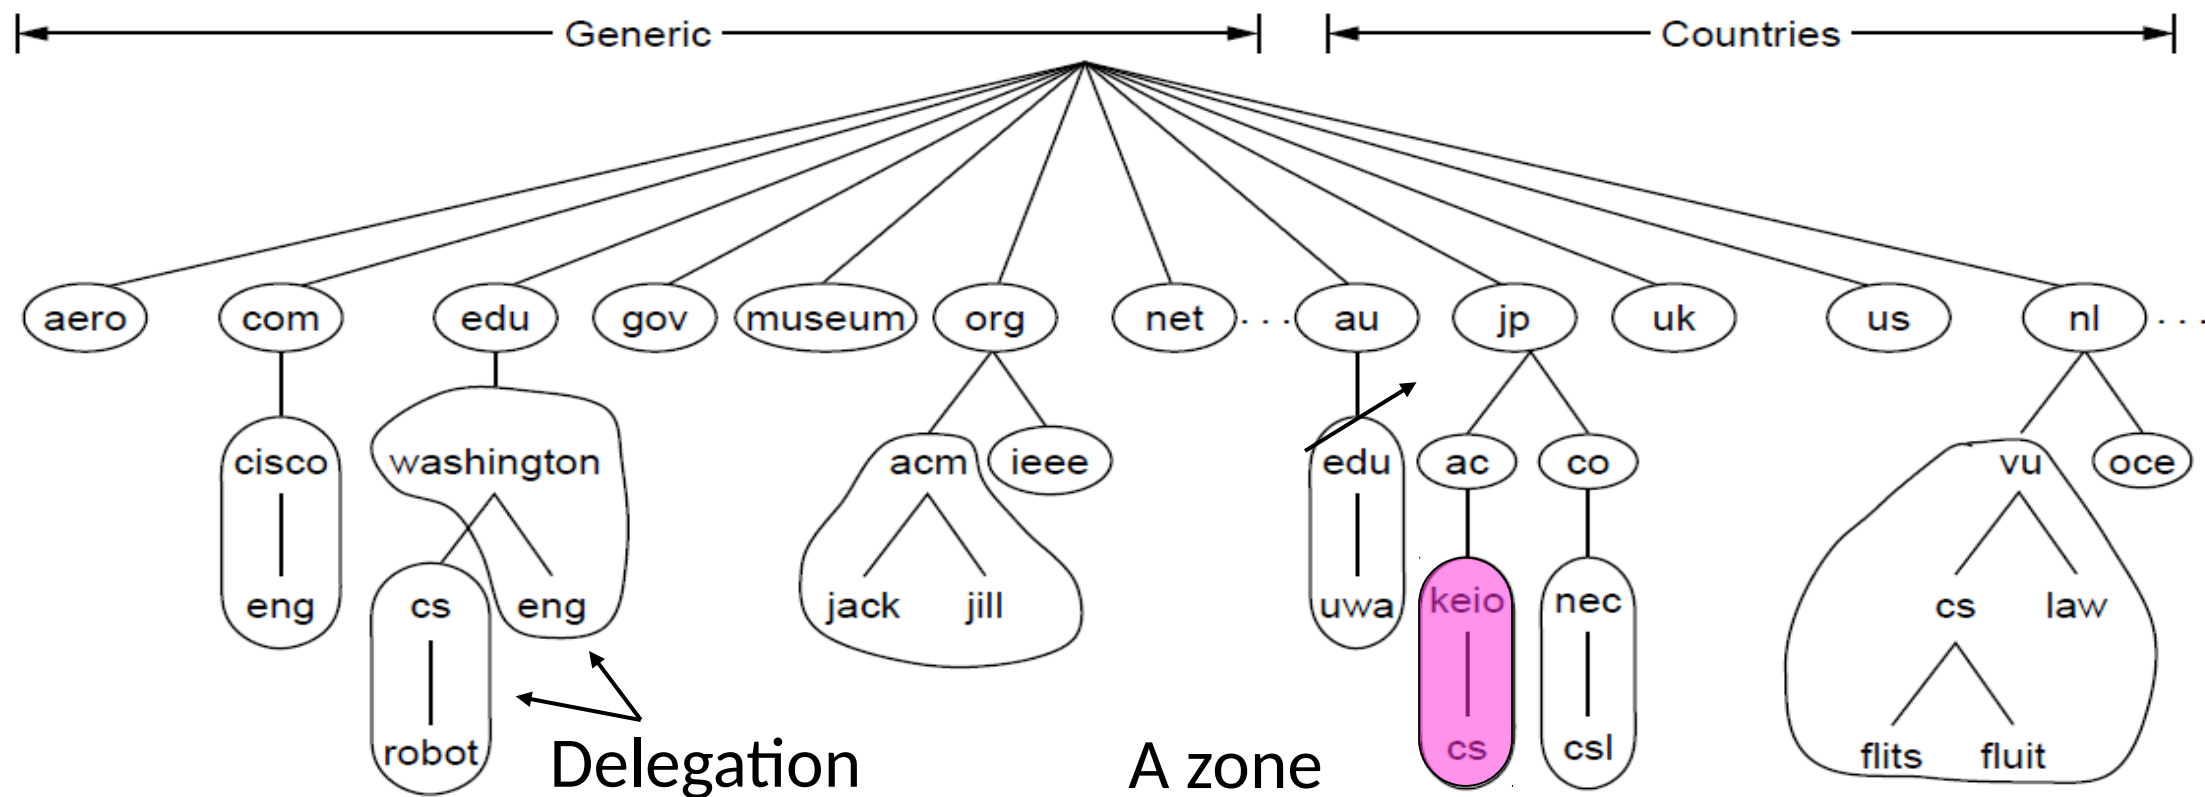 Generic Countries
aero com edu gov museum org net . . . au jp uk us nl . . .
cisco washington acm ieee edu ac co vu oce
eng cs eng jack jill uwa keio nec cs law
robot cs csl flits fluit
Delegation A zone